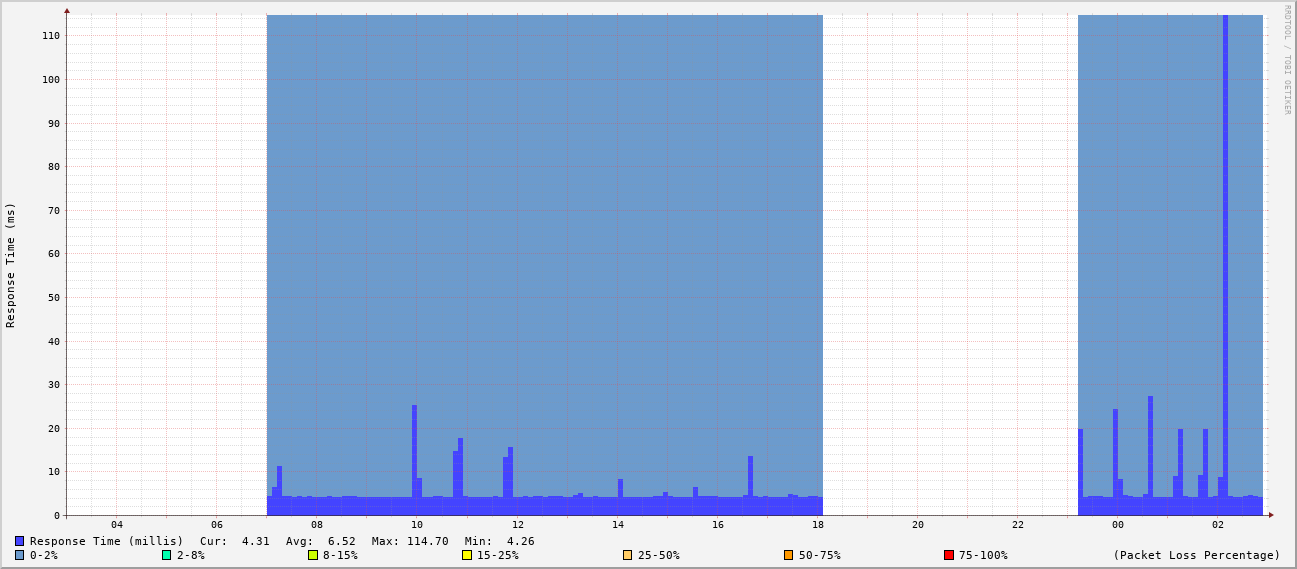 RRDTOOL / TOBI OETIKER
Response Time (ms)
110
100
90
80
70
60
50
40
30
20
10
0
04 06 08 10 12 14 16 18 20 22 00 02
Response Time (millis) Cur: 4.31 Avg: 6.52 Max: 114.70 Min: 4.26
0-2% 2-8% 8-15% 15-25% 25-50% 50-75% 75-100% (Packet Loss Percentage)